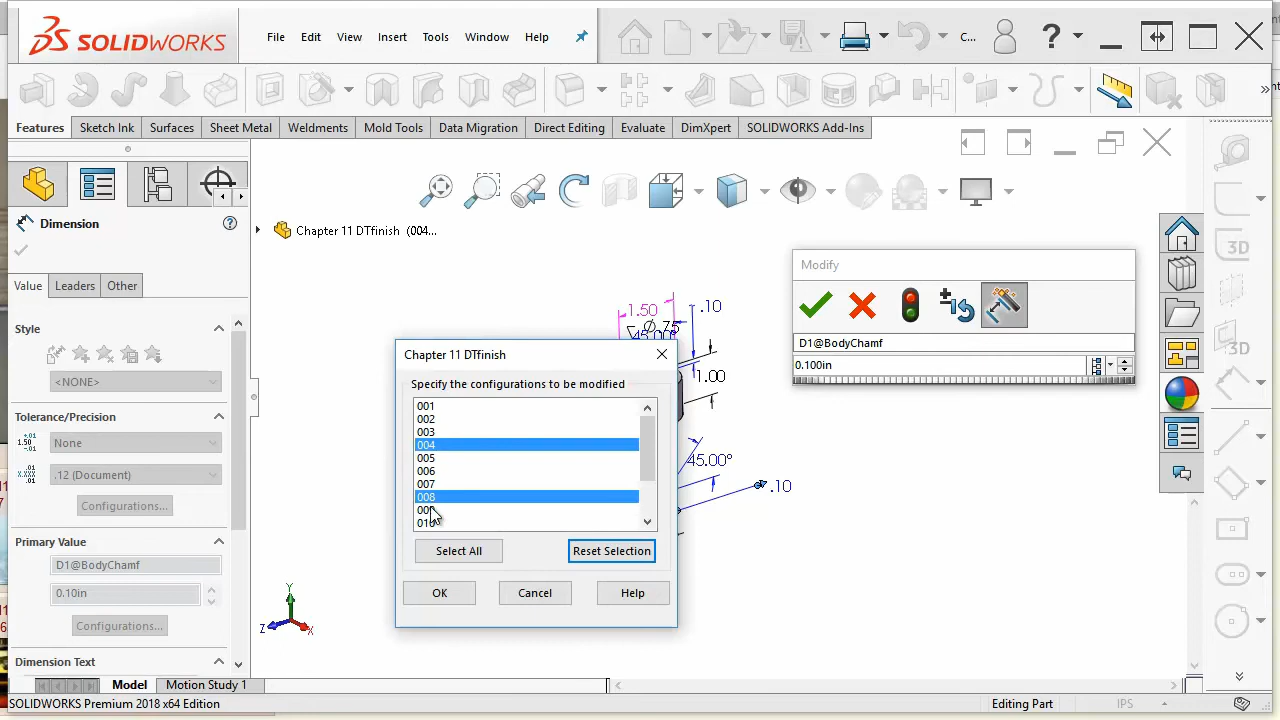 SOLIDWORKS
File Edit View Insert Tools Window Help
C...
?
Features Sketch Ink Surfaces Sheet Metal Weldments Mold Tools Data Migration Direct Editing Evaluate DimXpert SOLIDWORKS Add-Ins
Dimension
Chapter 11 DTfinish (004...
Value Leaders Other
Style
<NONE>
Tolerance/Precision
None
.12 (Document)
Configurations...
Primary Value
D1@BodyChamf
0.10in
Configurations...
Dimension Text
Modify
D1@BodyChamf
0.100in
1.50
.10
Ø.75
45.00°
1.00
45.00°
.10
Chapter 11 DTfinish
Specify the configurations to be modified
001
002
003
004
005
006
007
008
Select All Reset Selection
OK Cancel Help
3D
3D
Y
Z X
Model Motion Study 1
SOLIDWORKS Premium 2018 x64 Edition
Editing Part
IPS